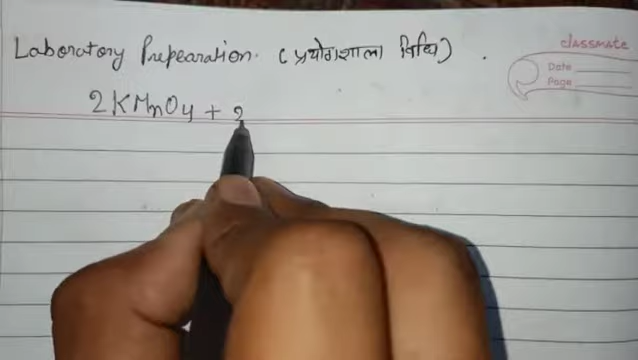 Laboratory Prepearation. (प्रयोगशाला विधि).
classmate
Date
Page
2KMnO4 + 2